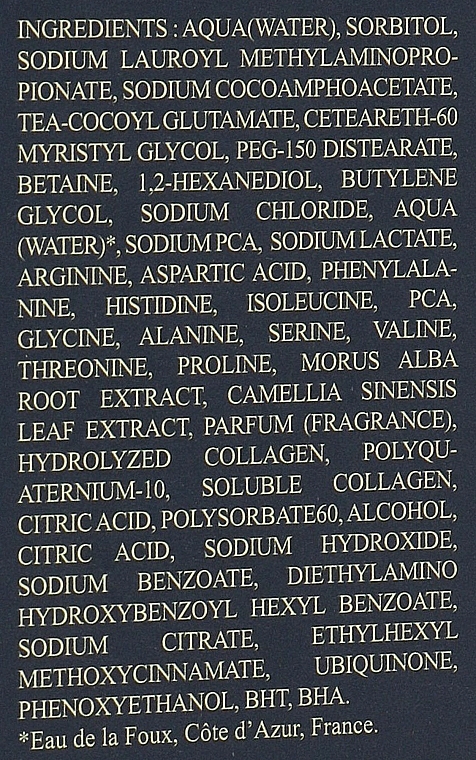 INGREDIENTS : AQUA(WATER), SORBITOL,
SODIUM LAUROYL METHYLAMINOPRO-
PIONATE, SODIUM COCOAMPHOACETATE,
TEA-COCOYL GLUTAMATE, CETEARETH-60
MYRISTYL GLYCOL, PEG-150 DISTEARATE,
BETAINE, 1,2-HEXANEDIOL, BUTYLENE
GLYCOL, SODIUM CHLORIDE, AQUA
(WATER)*, SODIUM PCA, SODIUM LACTATE,
ARGININE, ASPARTIC ACID, PHENYLALA-
NINE, HISTIDINE, ISOLEUCINE, PCA,
GLYCINE, ALANINE, SERINE, VALINE,
THREONINE, PROLINE, MORUS ALBA
ROOT EXTRACT, CAMELLIA SINENSIS
LEAF EXTRACT, PARFUM (FRAGRANCE),
HYDROLYZED COLLAGEN, POLYQU-
ATERNIUM-10, SOLUBLE COLLAGEN,
CITRIC ACID, POLYSORBATE60, ALCOHOL,
CITRIC ACID, SODIUM HYDROXIDE,
SODIUM BENZOATE, DIETHYLAMINO
HYDROXYBENZOYL HEXYL BENZOATE,
SODIUM CITRATE, ETHYLHEXYL
METHOXYCINNAMATE, UBIQUINONE,
PHENOXYETHANOL, BHT, BHA.
*Eau de la Foux, Côte d'Azur, France.